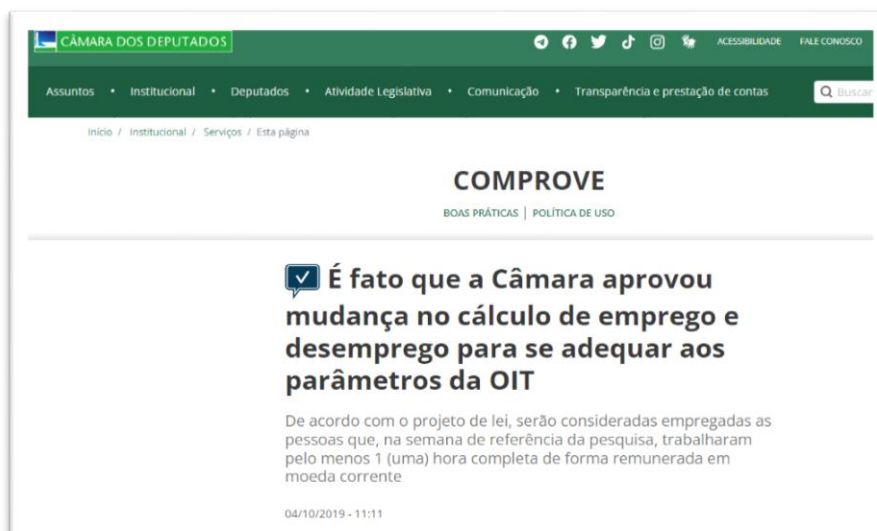 CÂMARA DOS DEPUTADOS
ACESSIBILIDADE FALE CONOSCO
Assuntos • Institucional • Deputados • Atividade Legislativa • Comunicação • Transparência e prestação de contas Buscar
Início / Institucional / Serviços / Esta página
COMPROVE
BOAS PRÁTICAS | POLÍTICA DE USO
É fato que a Câmara aprovou
mudança no cálculo de emprego e
desemprego para se adequar aos
parâmetros da OIT
De acordo com o projeto de lei, serão consideradas empregadas as
pessoas que, na semana de referência da pesquisa, trabalharam
pelo menos 1 (uma) hora completa de forma remunerada em
moeda corrente
04/10/2019 - 11:11